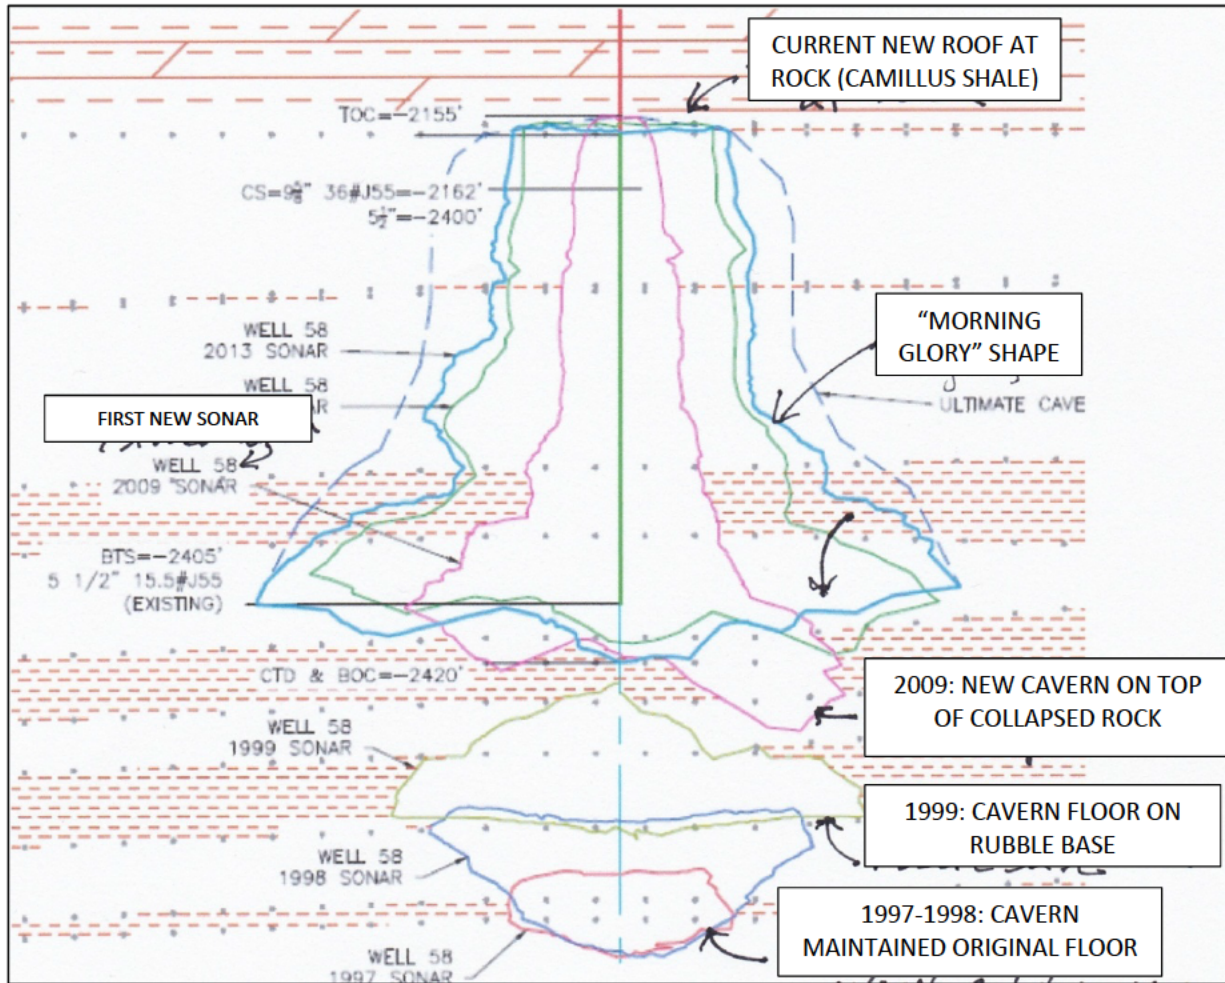 CURRENT NEW ROOF AT
ROCK (CAMILLUS SHALE)
TOC=-2155'
CS=9⅝" 36#J55=-2162'
5½"=-2400'
WELL 58
2013 SONAR
"MORNING
GLORY" SHAPE
WELL 58
ULTIMATE CAVE
FIRST NEW SONAR
WELL 58
2009 SONAR
BTS=-2405'
5 1/2" 15.5#J55
(EXISTING)
CTD & BOC=-2420'
2009: NEW CAVERN ON TOP
OF COLLAPSED ROCK
WELL 58
1999 SONAR
1999: CAVERN FLOOR ON
RUBBLE BASE
WELL 58
1998 SONAR
1997-1998: CAVERN
MAINTAINED ORIGINAL FLOOR
WELL 58
1997 SONAR